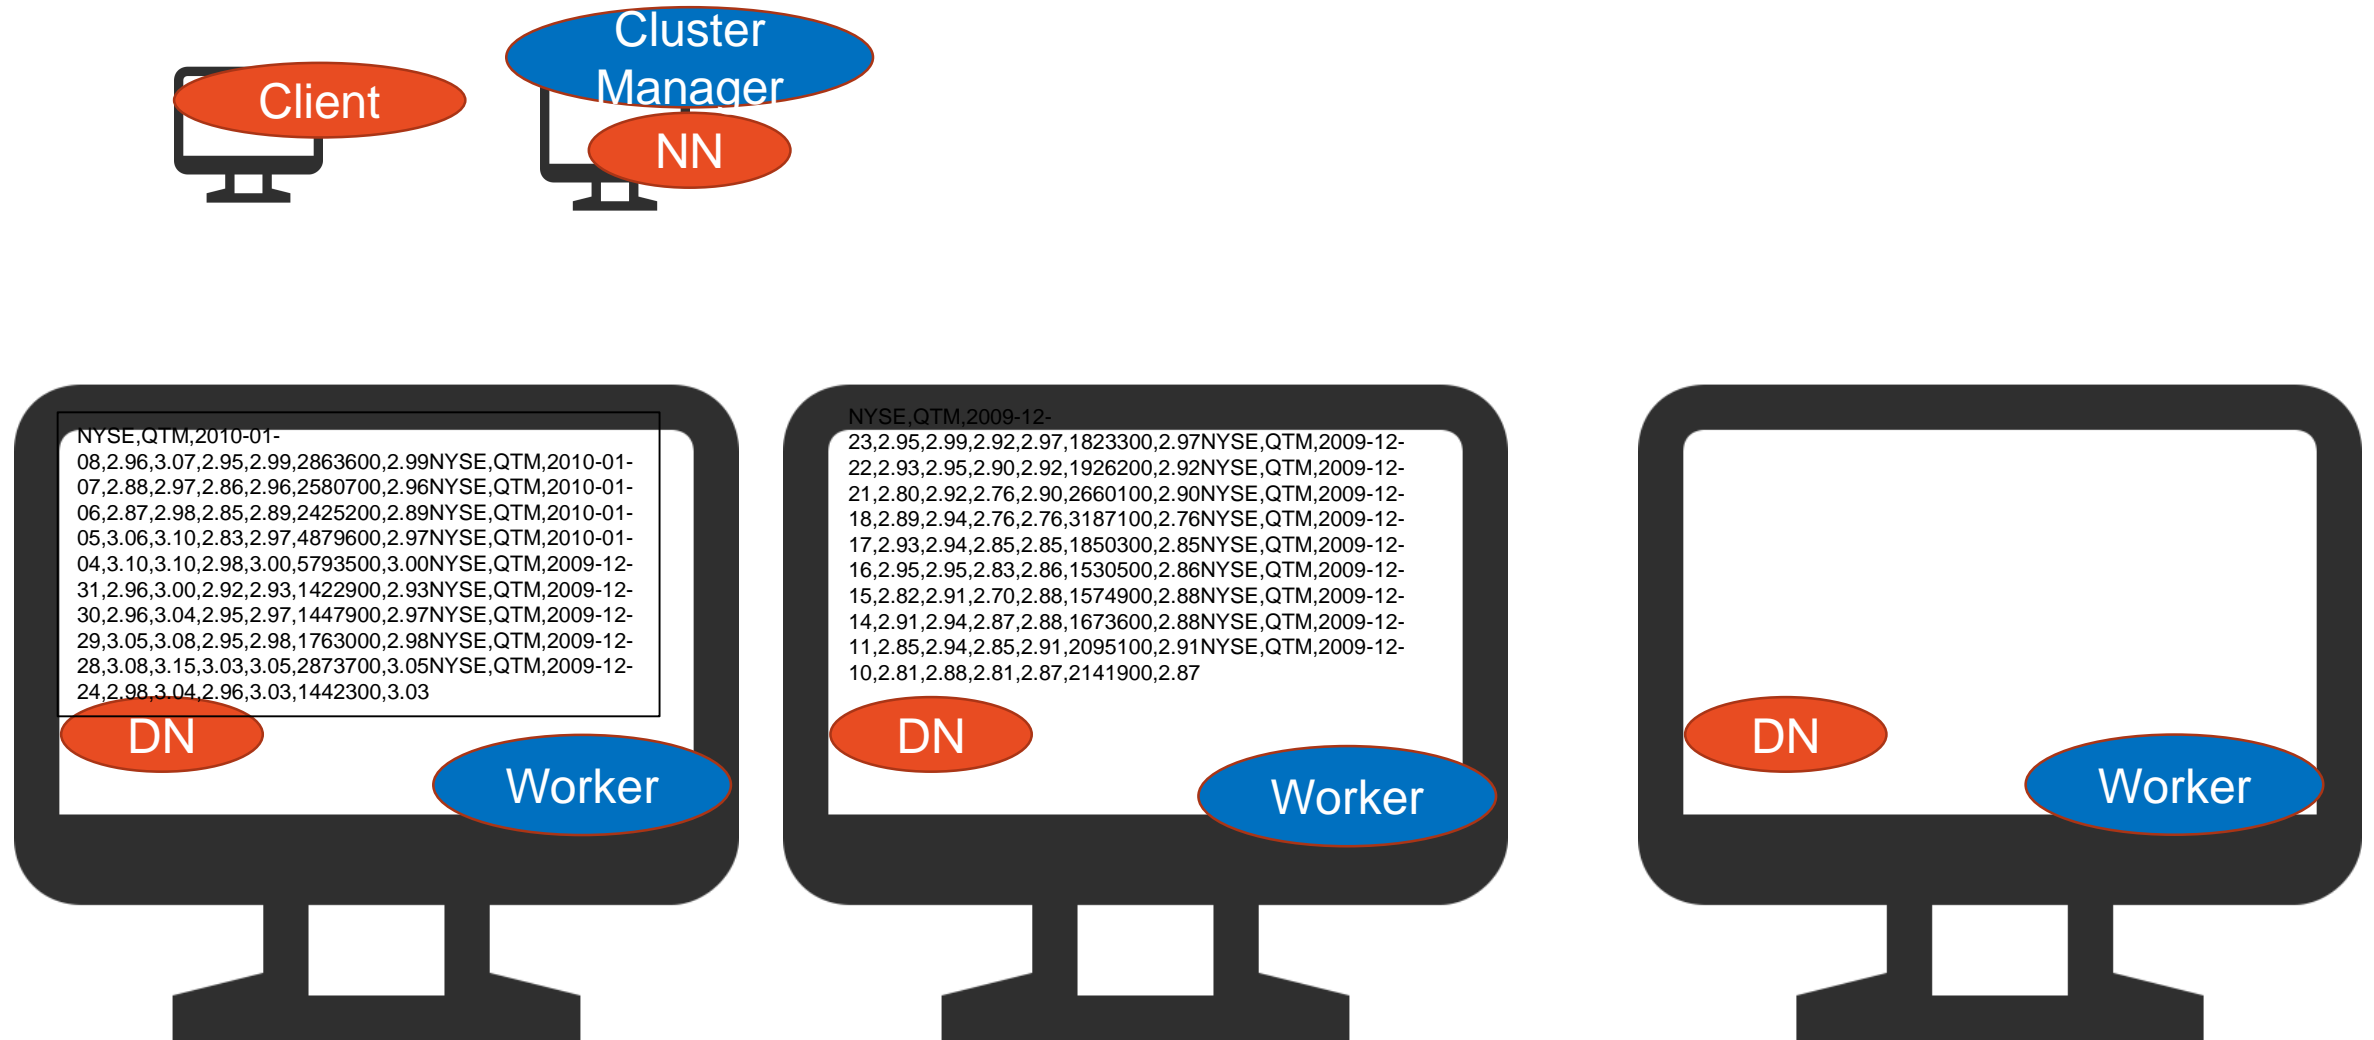 Client
Cluster
Manager
NN
NYSE,QTM,2010-01-
08,2.96,3.07,2.95,2.99,2863600,2.99NYSE,QTM,2010-01-
07,2.88,2.97,2.86,2.96,2580700,2.96NYSE,QTM,2010-01-
06,2.87,2.98,2.85,2.89,2425200,2.89NYSE,QTM,2010-01-
05,3.06,3.10,2.83,2.97,4879600,2.97NYSE,QTM,2010-01-
04,3.10,3.10,2.98,3.00,5793500,3.00NYSE,QTM,2009-12-
31,2.96,3.00,2.92,2.93,1422900,2.93NYSE,QTM,2009-12-
30,2.96,3.04,2.95,2.97,1447900,2.97NYSE,QTM,2009-12-
29,3.05,3.08,2.95,2.98,1763000,2.98NYSE,QTM,2009-12-
28,3.08,3.15,3.03,3.05,2873700,3.05NYSE,QTM,2009-12-
24,2.98,3.04,2.96,3.03,1442300,3.03
DN
Worker
NYSE,QTM,2009-12-
23,2.95,2.99,2.92,2.97,1823300,2.97NYSE,QTM,2009-12-
22,2.93,2.95,2.90,2.92,1926200,2.92NYSE,QTM,2009-12-
21,2.80,2.92,2.76,2.90,2660100,2.90NYSE,QTM,2009-12-
18,2.89,2.94,2.76,2.76,3187100,2.76NYSE,QTM,2009-12-
17,2.93,2.94,2.85,2.85,1850300,2.85NYSE,QTM,2009-12-
16,2.95,2.95,2.83,2.86,1530500,2.86NYSE,QTM,2009-12-
15,2.82,2.91,2.70,2.88,1574900,2.88NYSE,QTM,2009-12-
14,2.91,2.94,2.87,2.88,1673600,2.88NYSE,QTM,2009-12-
11,2.85,2.94,2.85,2.91,2095100,2.91NYSE,QTM,2009-12-
10,2.81,2.88,2.81,2.87,2141900,2.87
DN
Worker
DN
Worker